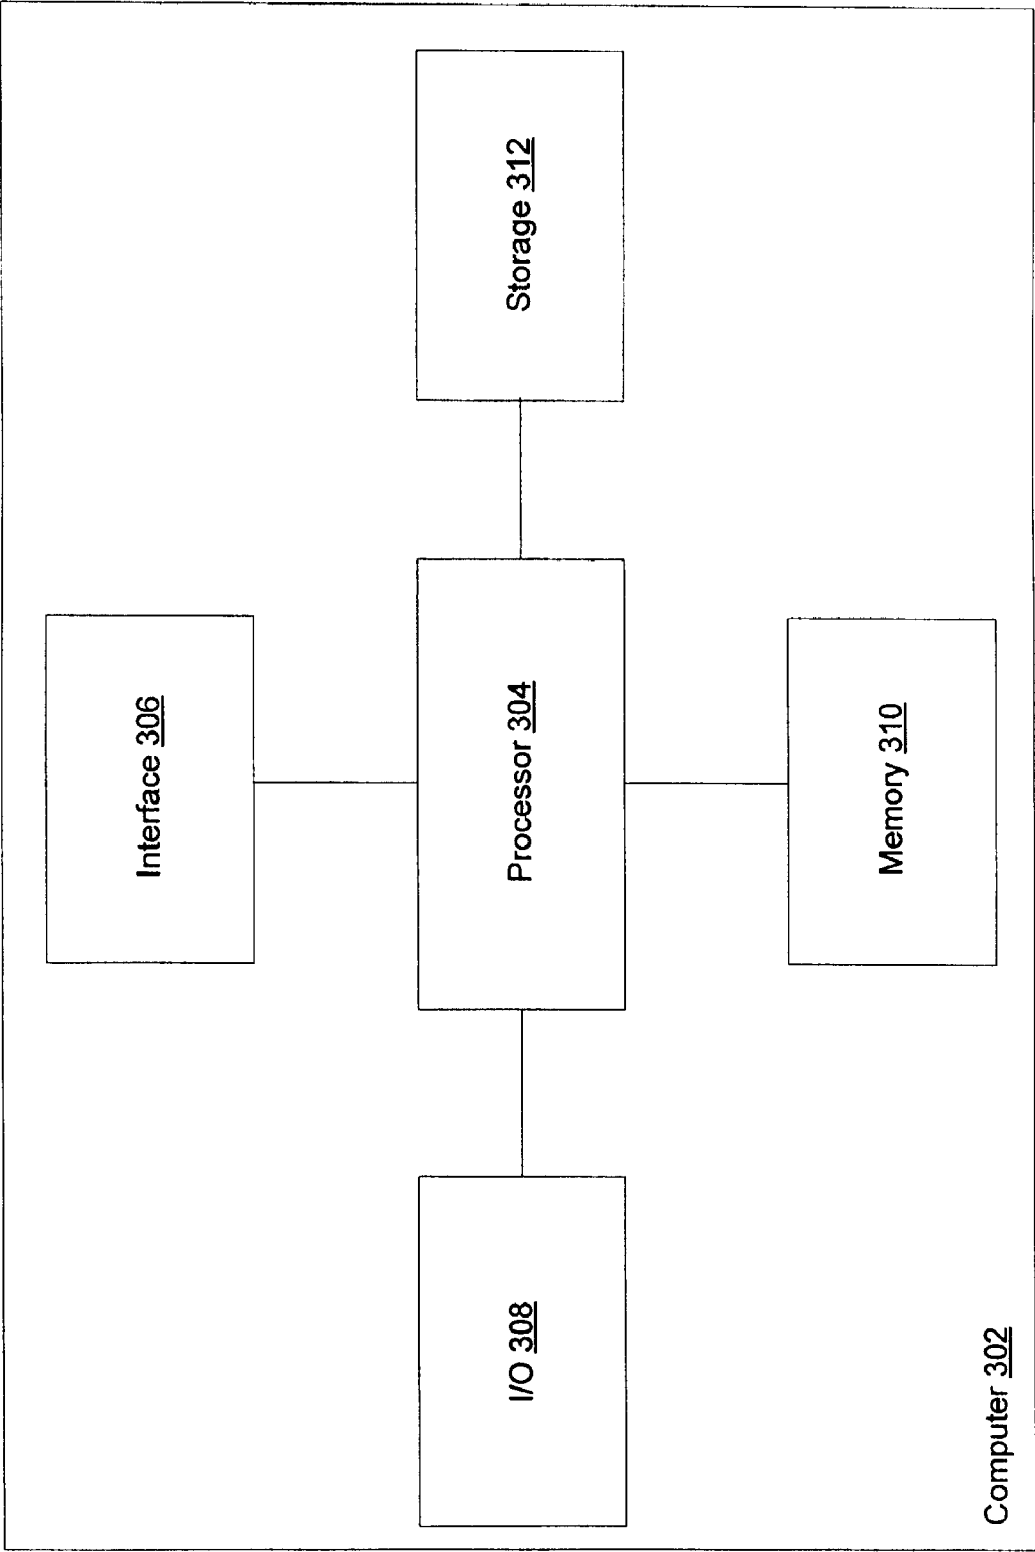 Interface 306
I/O 308
Processor 304
Storage 312
Memory 310
Computer 302